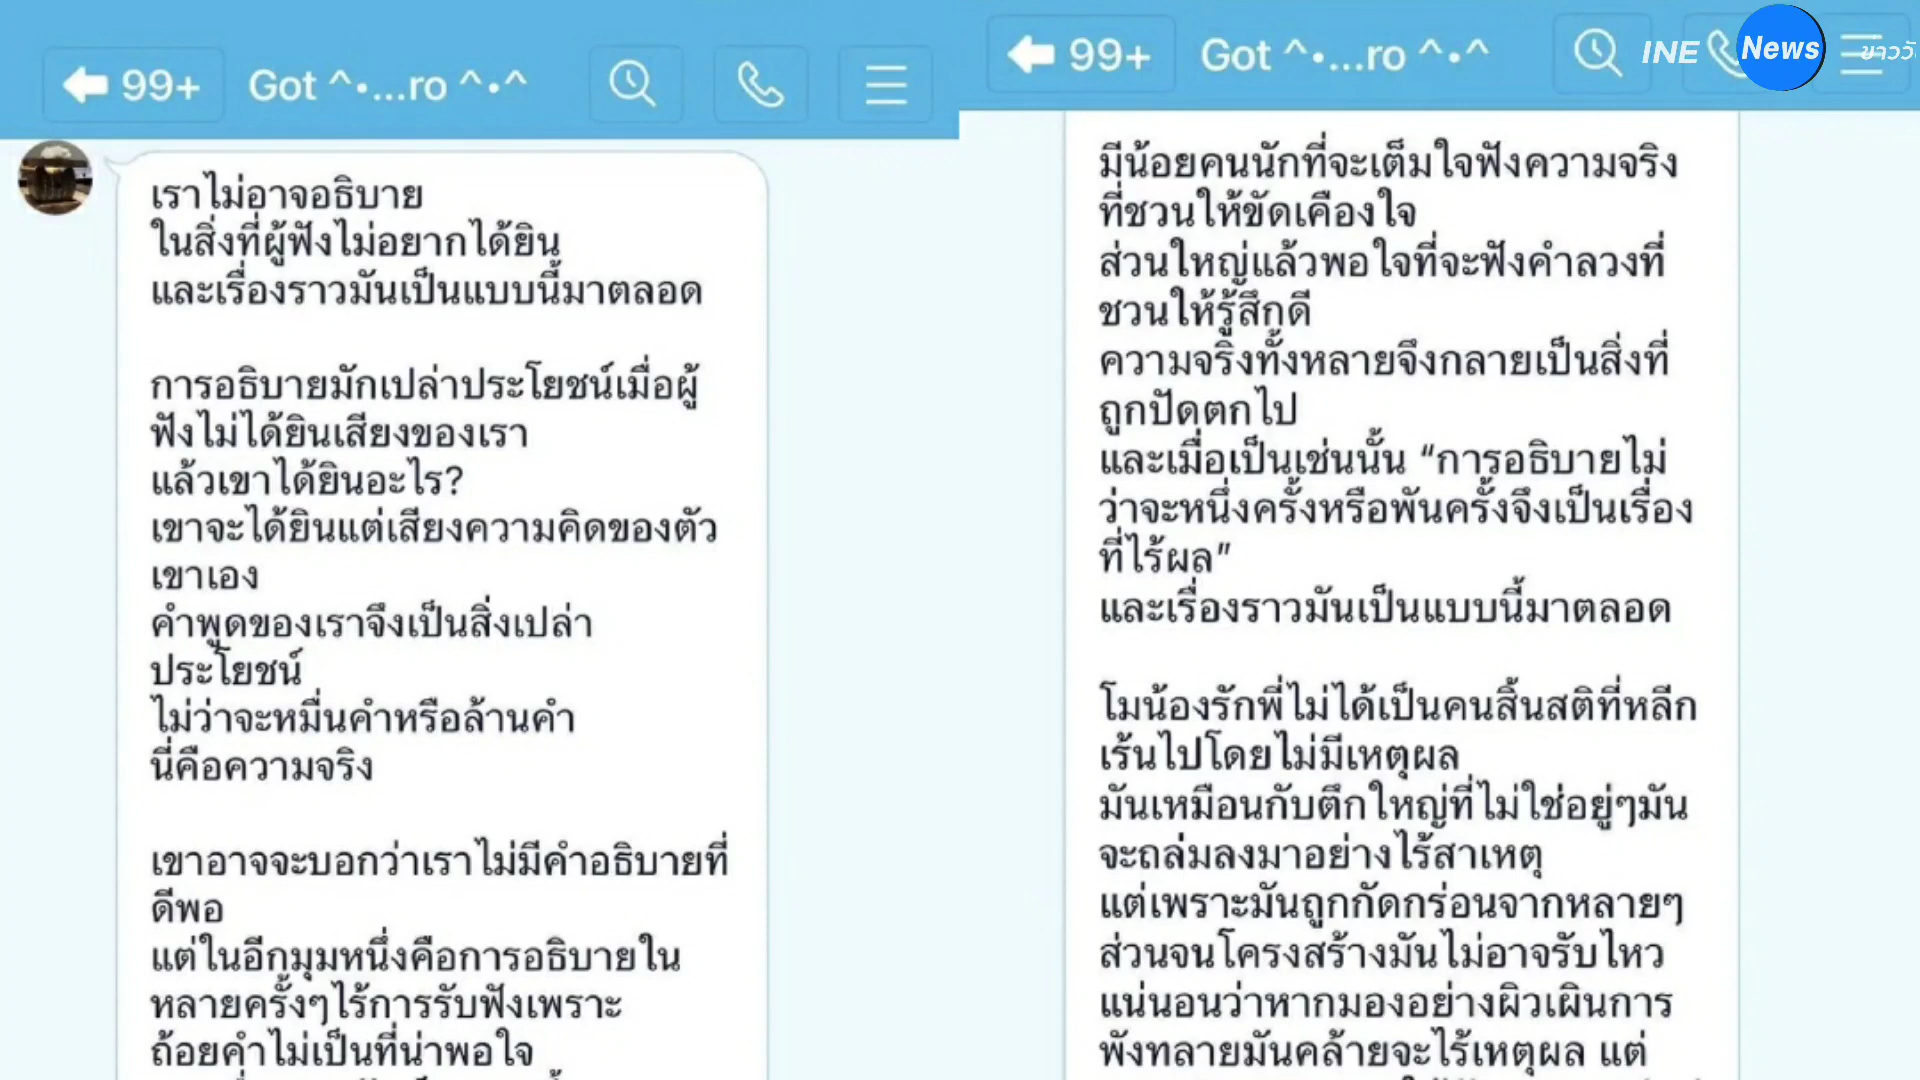 99+ Got ^•...ro ^•^
เราไม่อาจอธิบาย
ในสิ่งที่ผู้ฟังไม่อยากได้ยิน
และเรื่องราวมันเป็นแบบนี้มาตลอด
การอธิบายมักเปล่าประโยชน์เมื่อผู้
ฟังไม่ได้ยินเสียงของเรา
แล้วเขาได้ยินอะไร?
เขาจะได้ยินแต่เสียงความคิดของตัว
เขาเอง
คำพูดของเราจึงเป็นสิ่งเปล่า
ประโยชน์
ไม่ว่าจะหมื่นคำหรือล้านคำ
นี่คือความจริง
เขาอาจจะบอกว่าเราไม่มีคำอธิบายที่
ดีพอ
แต่ในอีกมุมหนึ่งคือการอธิบายใน
หลายครั้งๆไร้การรับฟังเพราะ
ถ้อยคำไม่เป็นที่น่าพอใจ
99+ Got ^•...ro ^•^
INE News
มีน้อยคนนักที่จะเต็มใจฟังความจริง
ที่ชวนให้ขัดเคืองใจ
ส่วนใหญ่แล้วพอใจที่จะฟังคำลวงที่
ชวนให้รู้สึกดี
ความจริงทั้งหลายจึงกลายเป็นสิ่งที่
ถูกปัดตกไป
และเมื่อเป็นเช่นนั้น “การอธิบายไม่
ว่าจะหนึ่งครั้งหรือพันครั้งจึงเป็นเรื่อง
ที่ไร้ผล”
และเรื่องราวมันเป็นแบบนี้มาตลอด
โมน้องรักพี่ไม่ได้เป็นคนสิ้นสติที่หลีก
เร้นไปโดยไม่มีเหตุผล
มันเหมือนกับตึกใหญ่ที่ไม่ใช่อยู่ๆมัน
จะถล่มลงมาอย่างไร้สาเหตุ
แต่เพราะมันถูกกัดกร่อนจากหลายๆ
ส่วนจนโครงสร้างมันไม่อาจรับไหว
แน่นอนว่าหากมองอย่างผิวเผินการ
พังทลายมันคล้ายจะไร้เหตุผล แต่